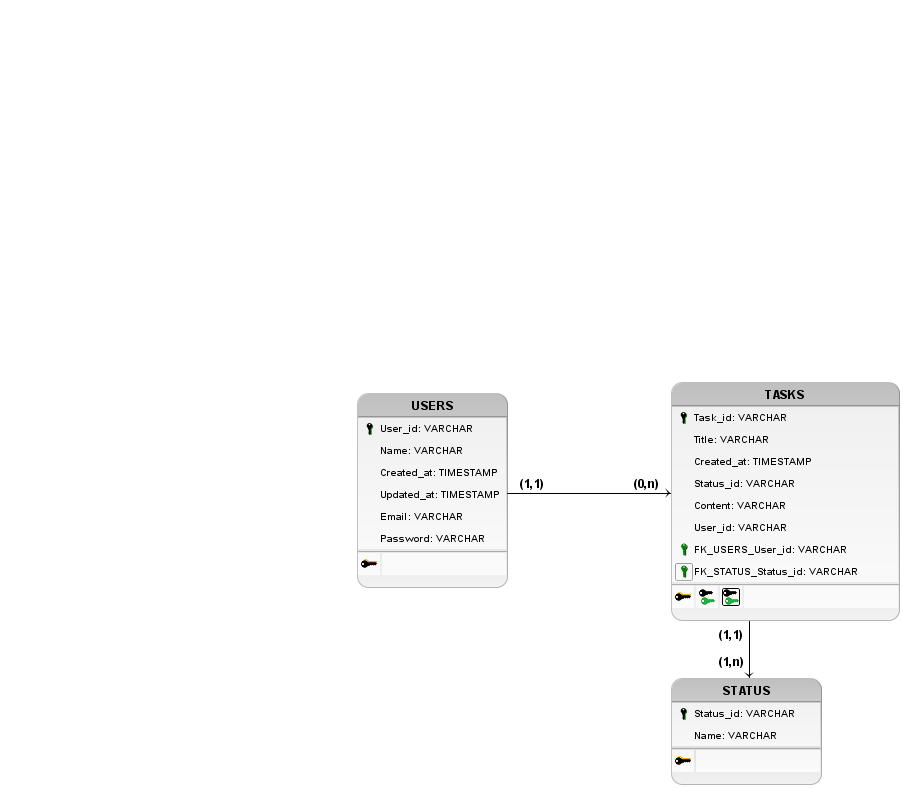 USERS
User_id: VARCHAR
Name: VARCHAR
Created_at: TIMESTAMP
Updated_at: TIMESTAMP
Email: VARCHAR
Password: VARCHAR
(1,1)
(0,n)
TASKS
Task_id: VARCHAR
Title: VARCHAR
Created_at: TIMESTAMP
Status_id: VARCHAR
Content: VARCHAR
User_id: VARCHAR
FK_USERS_User_id: VARCHAR
FK_STATUS_Status_id: VARCHAR
(1,1)
(1,n)
STATUS
Status_id: VARCHAR
Name: VARCHAR